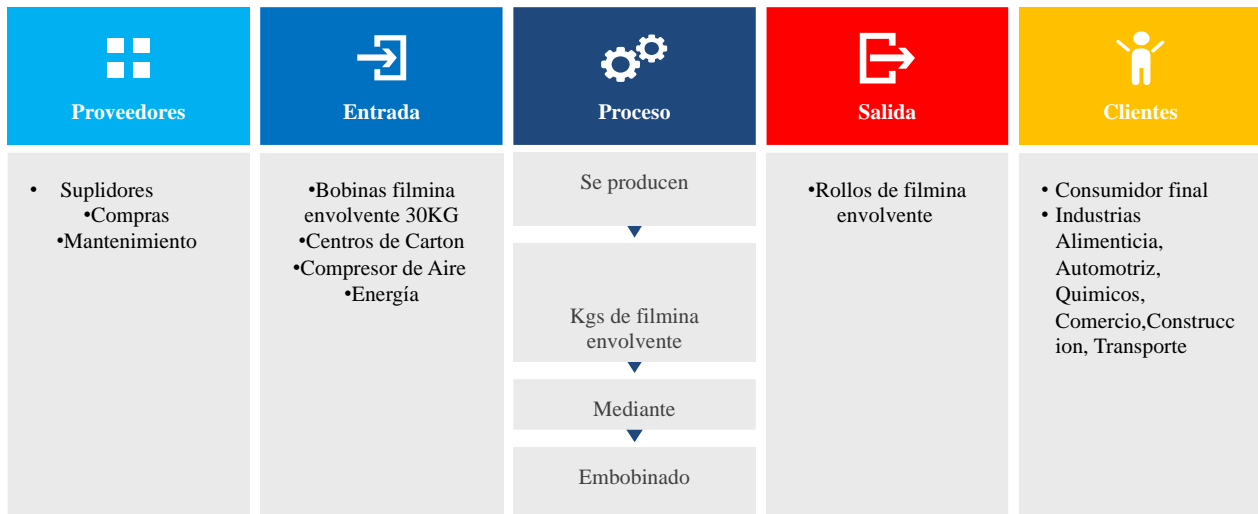 Proveedores
Entrada
Proceso
Salida
Clientes
• Suplidores
•Compras
•Mantenimiento
•Bobinas filmina
envolvente 30KG
•Centros de Carton
•Compresor de Aire
•Energía
Se producen
Kgs de filmina
envolvente
Mediante
Embobinado
•Rollos de filmina
envolvente
• Consumidor final
• Industrias
Alimenticia,
Automotriz,
Quimicos,
Comercio,Construcc
ion, Transporte